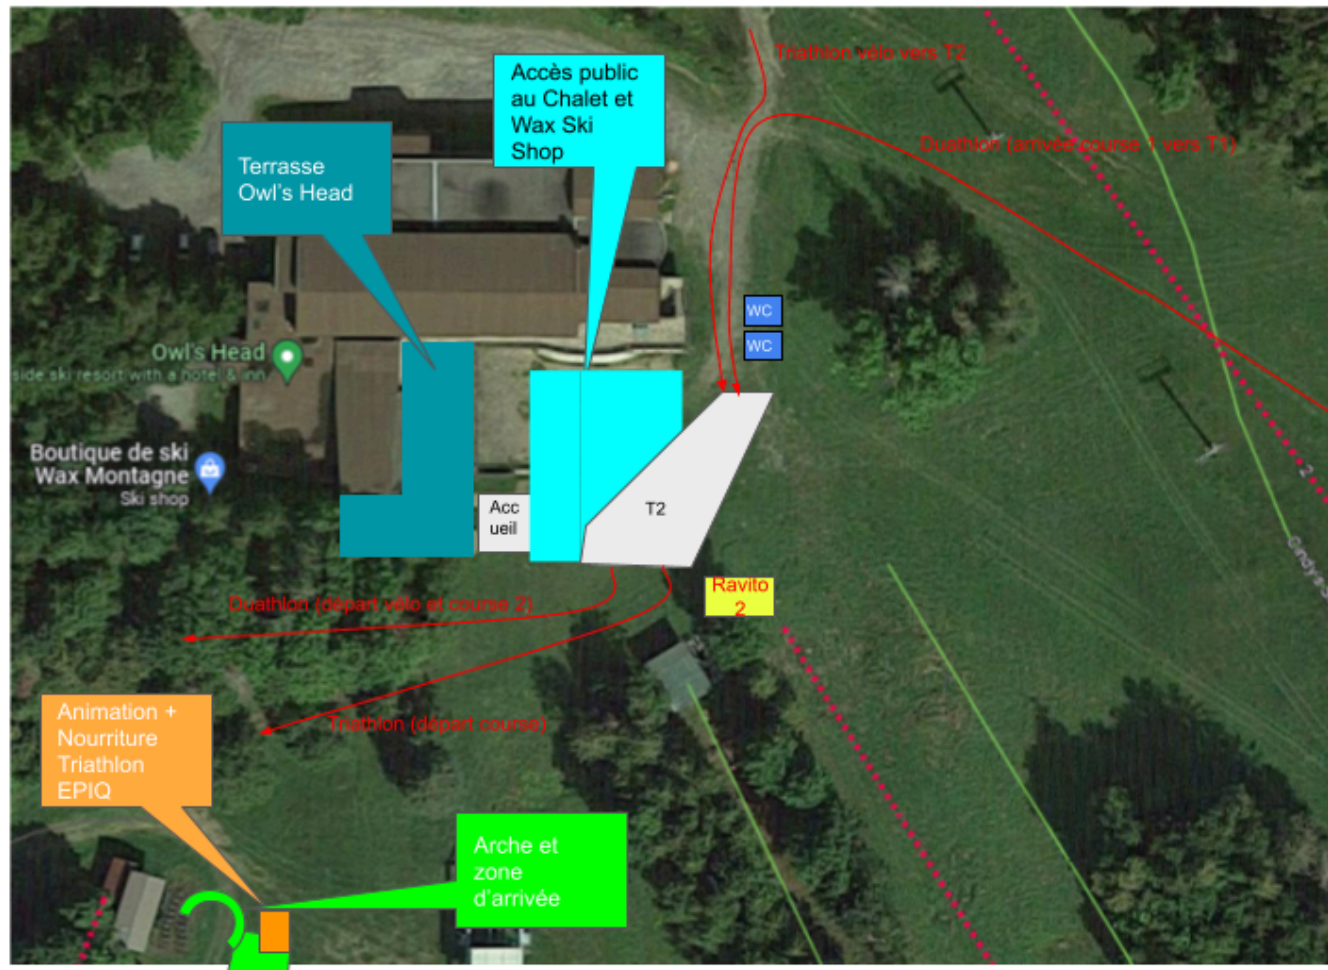 Triathlon vélo vers T2
Accès public
au Chalet et
Wax Ski
Shop
Duathlon (arrivée course 1 vers T1)
Terrasse
Owl's Head
WC
WC
Owl's Head
side ski resort with a hotel & inn
Boutique de ski
Wax Montagne
Ski shop
2
Acc
ueil
T2
Ravito
2
Duathlon (départ vélo et course 2)
Triathlon (départ course)
Animation +
Nourriture
Triathlon
EPIQ
Arche et
zone
d'arrivée